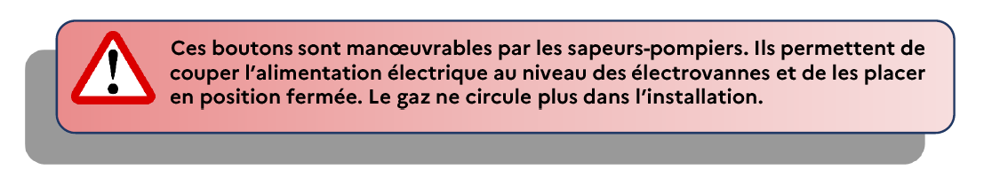 Ces boutons sont manœuvrables par les sapeurs-pompiers. Ils permettent de
couper l'alimentation électrique au niveau des électrovannes et de les placer
en position fermée. Le gaz ne circule plus dans l'installation.